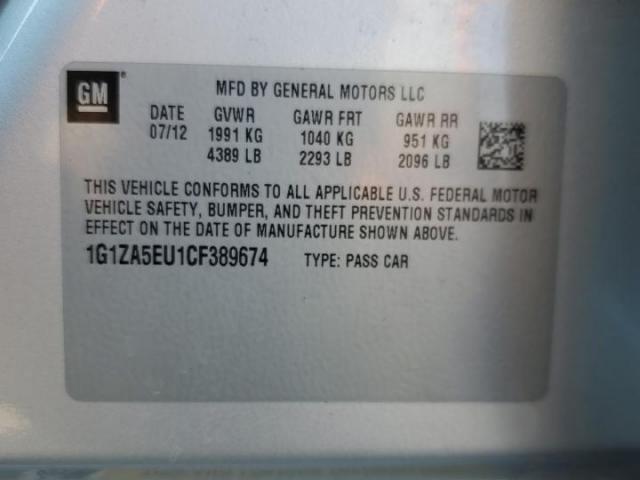 GM
MFD BY GENERAL MOTORS LLC
DATE GVWR GAWR FRT GAWR RR
07/12 1991 KG 1040 KG 951 KG
4389 LB 2293 LB 2096 LB
THIS VEHICLE CONFORMS TO ALL APPLICABLE U.S. FEDERAL MOTOR
VEHICLE SAFETY, BUMPER, AND THEFT PREVENTION STANDARDS IN
EFFECT ON THE DATE OF MANUFACTURE SHOWN ABOVE.
1G1ZA5EU1CF389674 TYPE: PASS CAR